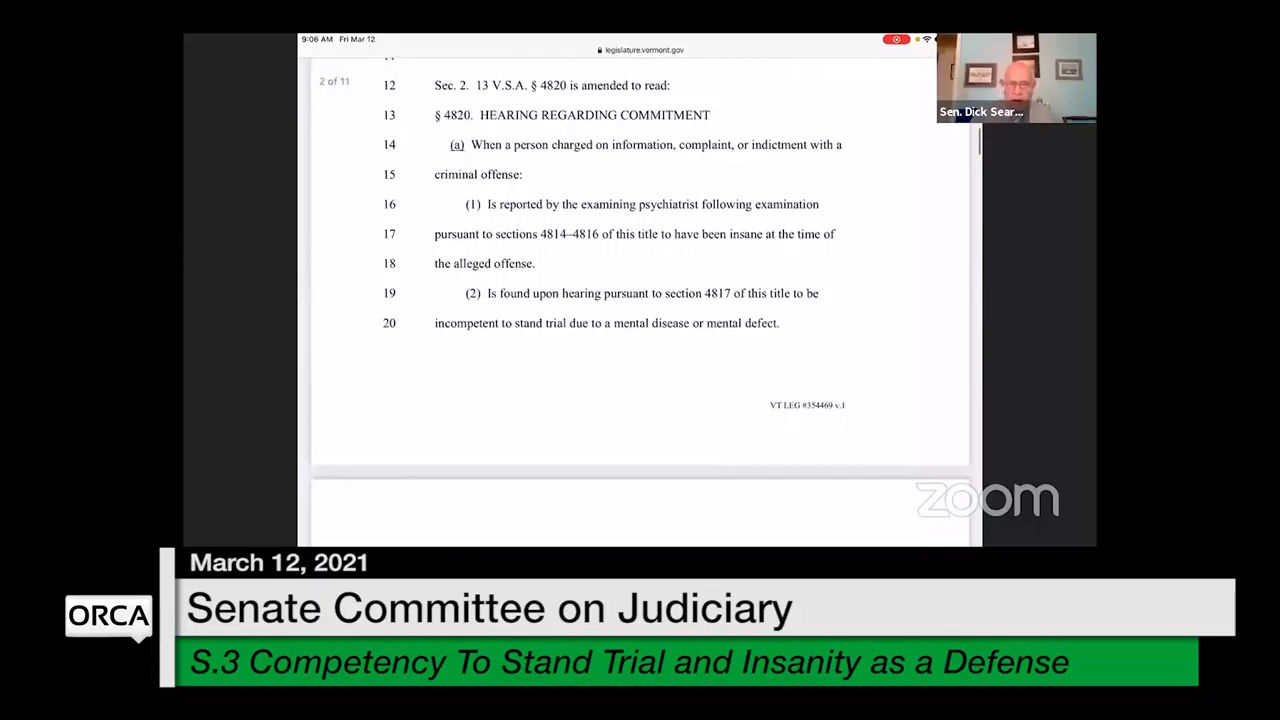 9:06 AM Fri Mar 12
legislature.vermont.gov
2 of 11
12 Sec. 2. 13 V.S.A. § 4820 is amended to read:
13 § 4820. HEARING REGARDING COMMITMENT
14 (a) When a person charged on information, complaint, or indictment with a
15 criminal offense:
16 (1) Is reported by the examining psychiatrist following examination
17 pursuant to sections 4814–4816 of this title to have been insane at the time of
18 the alleged offense.
19 (2) Is found upon hearing pursuant to section 4817 of this title to be
20 incompetent to stand trial due to a mental disease or mental defect.
VT LEG #354469 v.1
Sen. Dick Sear...
zoom
March 12, 2021
ORCA
Senate Committee on Judiciary
S.3 Competency To Stand Trial and Insanity as a Defense